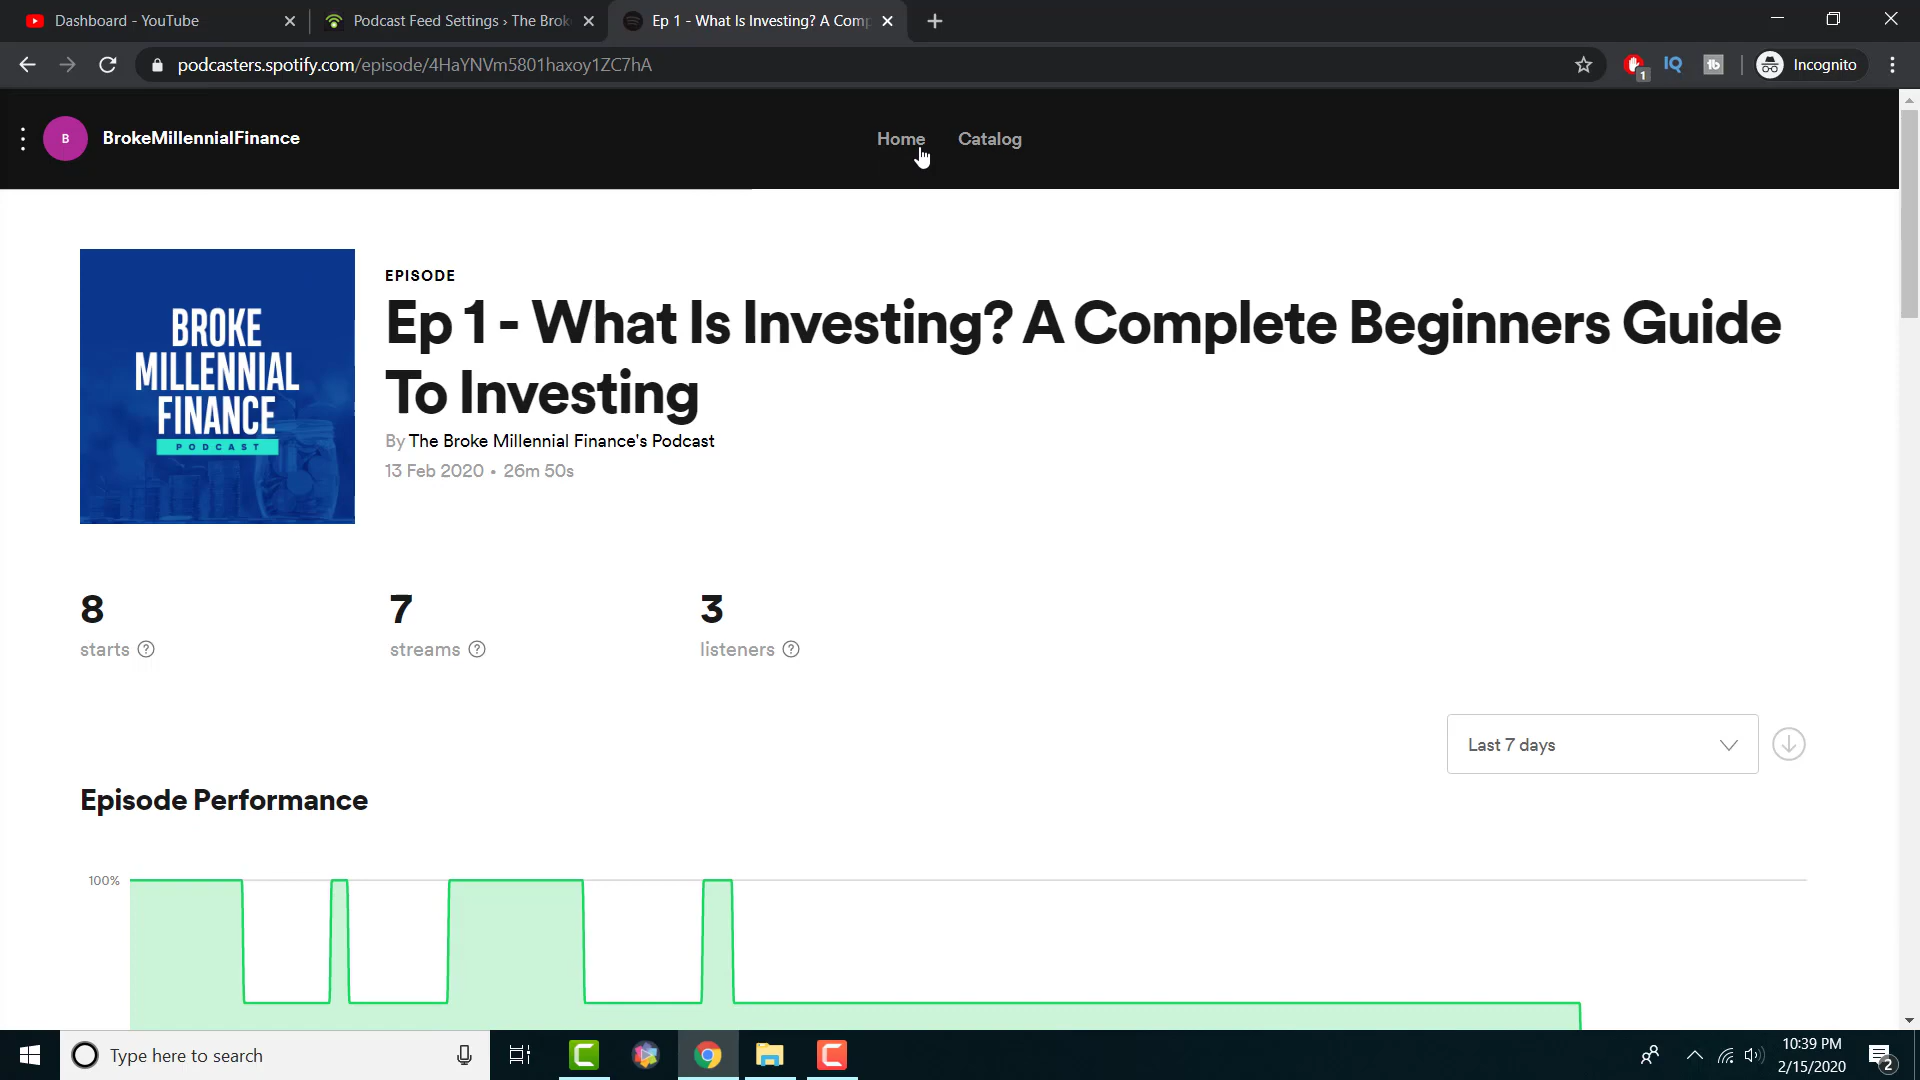 Dashboard - YouTube
Podcast Feed Settings › The Brok
Ep 1 - What Is Investing? A Comp
podcasters.spotify.com/episode/4HaYNVm5801haxoy1ZC7hA
1
IQ
tb
Incognito
B
BrokeMillennialFinance
Home
Catalog
BROKE
MILLENNIAL
FINANCE
PODCAST
EPISODE
Ep 1 - What Is Investing? A Complete Beginners Guide
To Investing
By The Broke Millennial Finance's Podcast
13 Feb 2020 • 26m 50s
8
starts ?
7
streams ?
3
listeners ?
Last 7 days
Episode Performance
100%
Type here to search
10:39 PM
2/15/2020
2